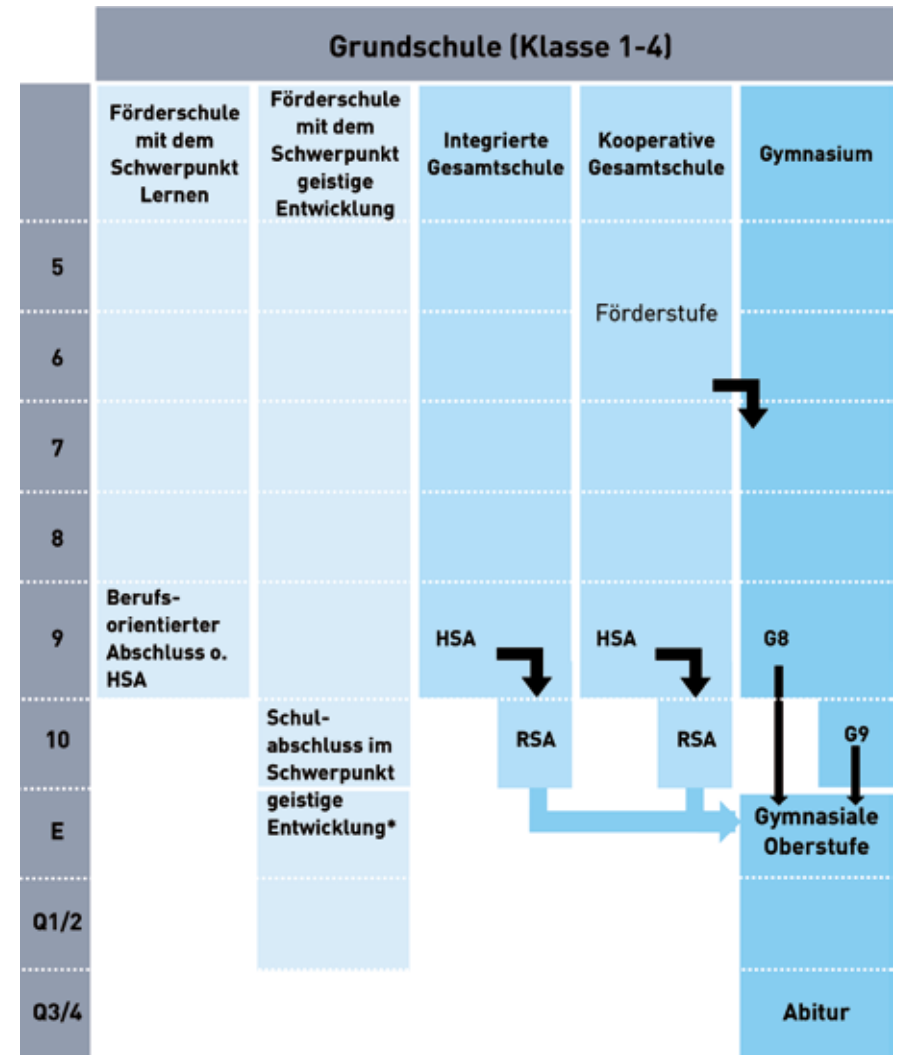 Grundschule (Klasse 1-4)
Förderschule
mit dem
Schwerpunkt
Lernen
Förderschule
mit dem
Schwerpunkt
geistige
Entwicklung
Integrierte
Gesamtschule
Kooperative
Gesamtschule
Gymnasium
5
Förderstufe
6
7
8
9
Berufs-
orientierter
Abschluss o.
HSA
HSA
HSA
G8
10
Schul-
abschluss im
Schwerpunkt
geistige
Entwicklung*
RSA
RSA
G9
E
Gymnasiale
Oberstufe
Q1/2
Q3/4
Abitur